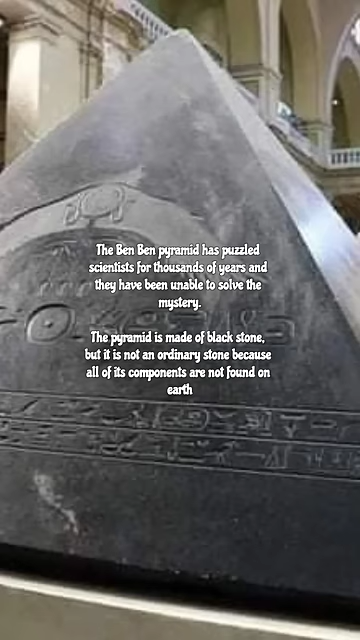 The Ben Ben pyramid has puzzled
scientists for thousands of years and
they have been unable to solve the
mystery.
The pyramid is made of black stone,
but it is not an ordinary stone because
all of its components are not found on
earth